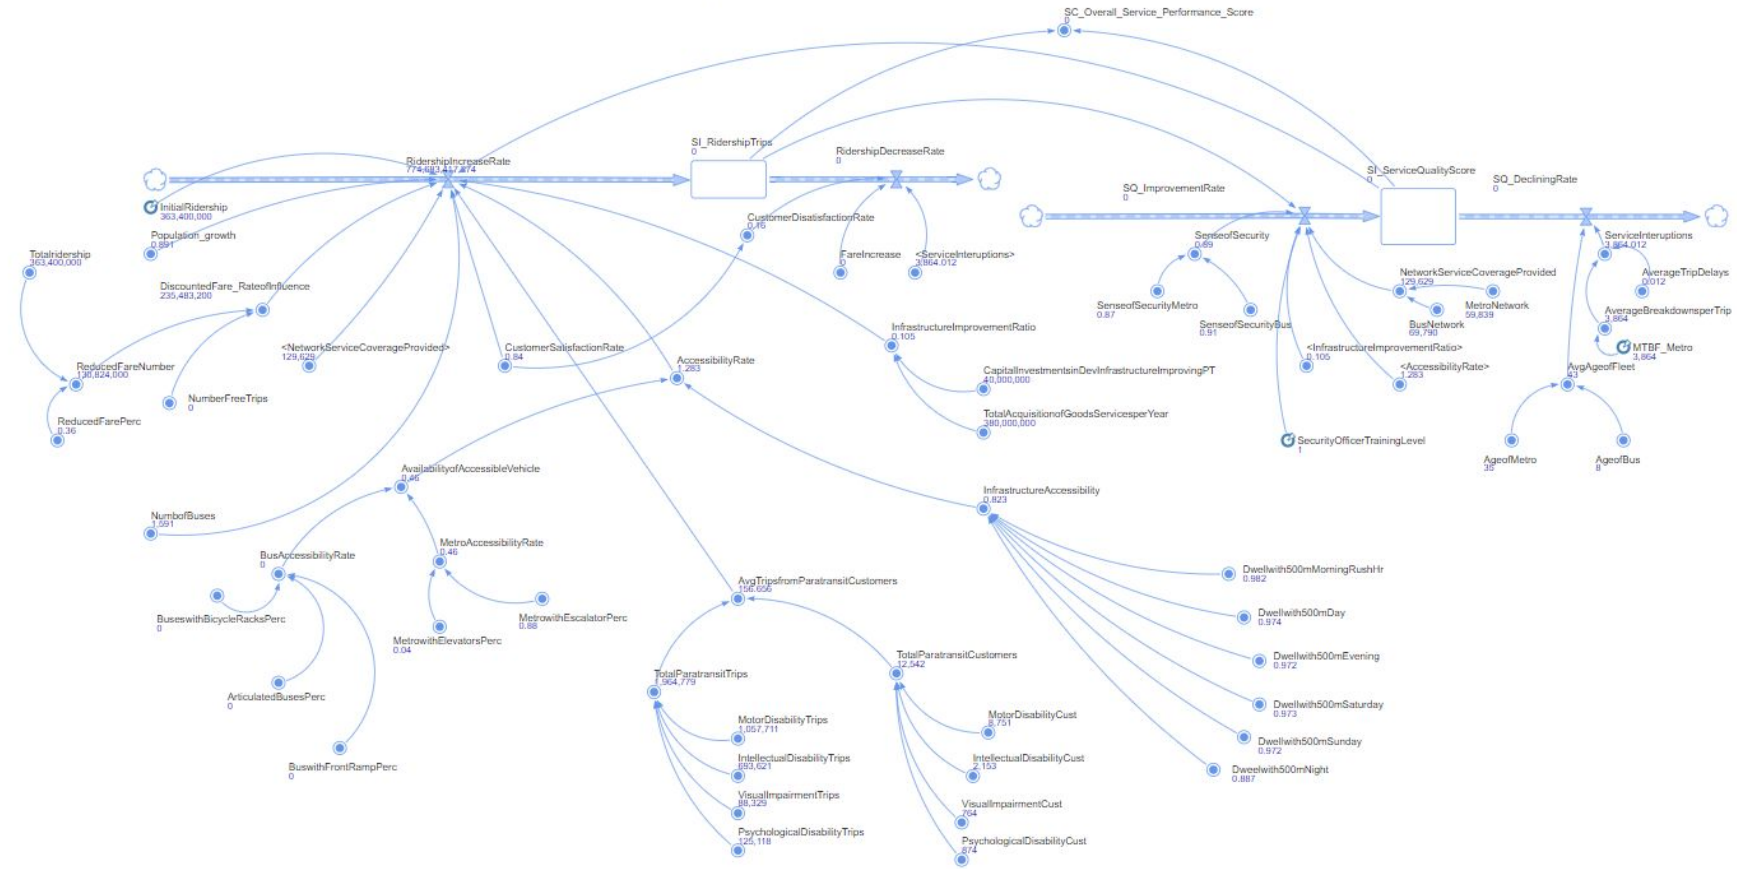 SC_Overall_Service_Performance_Score
0
SI_RidershipTrips
0
RidershipIncreaseRate
774,683,417,874
RidershipDecreaseRate
0
SI_ServiceQualityScore
0
SQ_DecliningRate
0
SQ_ImprovementRate
0
InitialRidership
363,400,000
Population_growth
0.891
CustomerDisatisfactionRate
0.16
SenseofSecurity
0.89
ServiceInteruptions
3,864.012
Totalridership
363,400,000
FareIncrease
0
<ServiceInteruptions>
3,864.012
NetworkServiceCoverageProvided
129,629
AverageTripDelays
0.012
DiscountedFare_RateofInfluence
235,483,200
SenseofSecurityMetro
0.87
MetroNetwork
59,839
SenseofSecurityBus
0.91
BusNetwork
69,790
AverageBreakdownsperTrip
3,864
InfrastructureImprovementRatio
0.105
<NetworkServiceCoverageProvided>
129,629
CustomerSatisfactionRate
0.84
<InfrastructureImprovementRatio>
0.105
MTBF_Metro
3,864
ReducedFareNumber
130,824,000
AccessibilityRate
1.283
CapitalInvestmentsinDevInfrastructureImprovingPT
40,000,000
<AccessibilityRate>
1.283
AvgAgeofFleet
43
NumberFreeTrips
0
ReducedFarePerc
0.36
TotalAcquisitionofGoodsServicesperYear
380,000,000
SecurityOfficerTrainingLevel
1
AgeofMetro
35
AgeofBus
8
AvailabilityofAccessibleVehicle
0.46
InfrastructureAccessibility
0.823
NumbofBuses
1,591
BusAccessibilityRate
0
MetroAccessibilityRate
0.46
AvgTripsfromParatransitCustomers
156.656
Dwellwith500mMorningRushHr
0.982
BuseswithBicycleRacksPerc
0
MetrowithEscalatorPerc
0.88
Dwellwith500mDay
0.974
MetrowithElevatorsPerc
0.04
TotalParatransitCustomers
12,542
Dwellwith500mEvening
0.972
TotalParatransitTrips
1,964,779
ArticulatedBusesPerc
0
Dwellwith500mSaturday
0.973
MotorDisabilityTrips
1,057,711
MotorDisabilityCust
8,751
Dwellwith500mSunday
0.972
BuswithFrontRampPerc
0
IntellectualDisabilityTrips
693,621
IntellectualDisabilityCust
2,153
Dweelwith500mNight
0.887
VisualImpairmentTrips
88,329
VisualImpairmentCust
764
PsychologicalDisabilityTrips
125,118
PsychologicalDisabilityCust
874